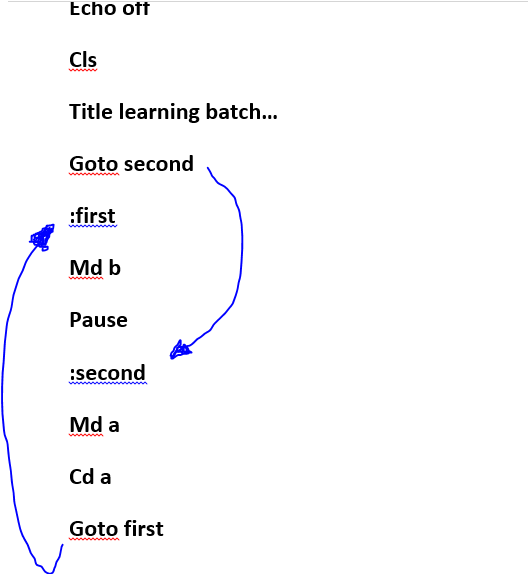 Echo off
Cls
Title learning batch...
Goto second
:first
Md b
Pause
:second
Md a
Cd a
Goto first